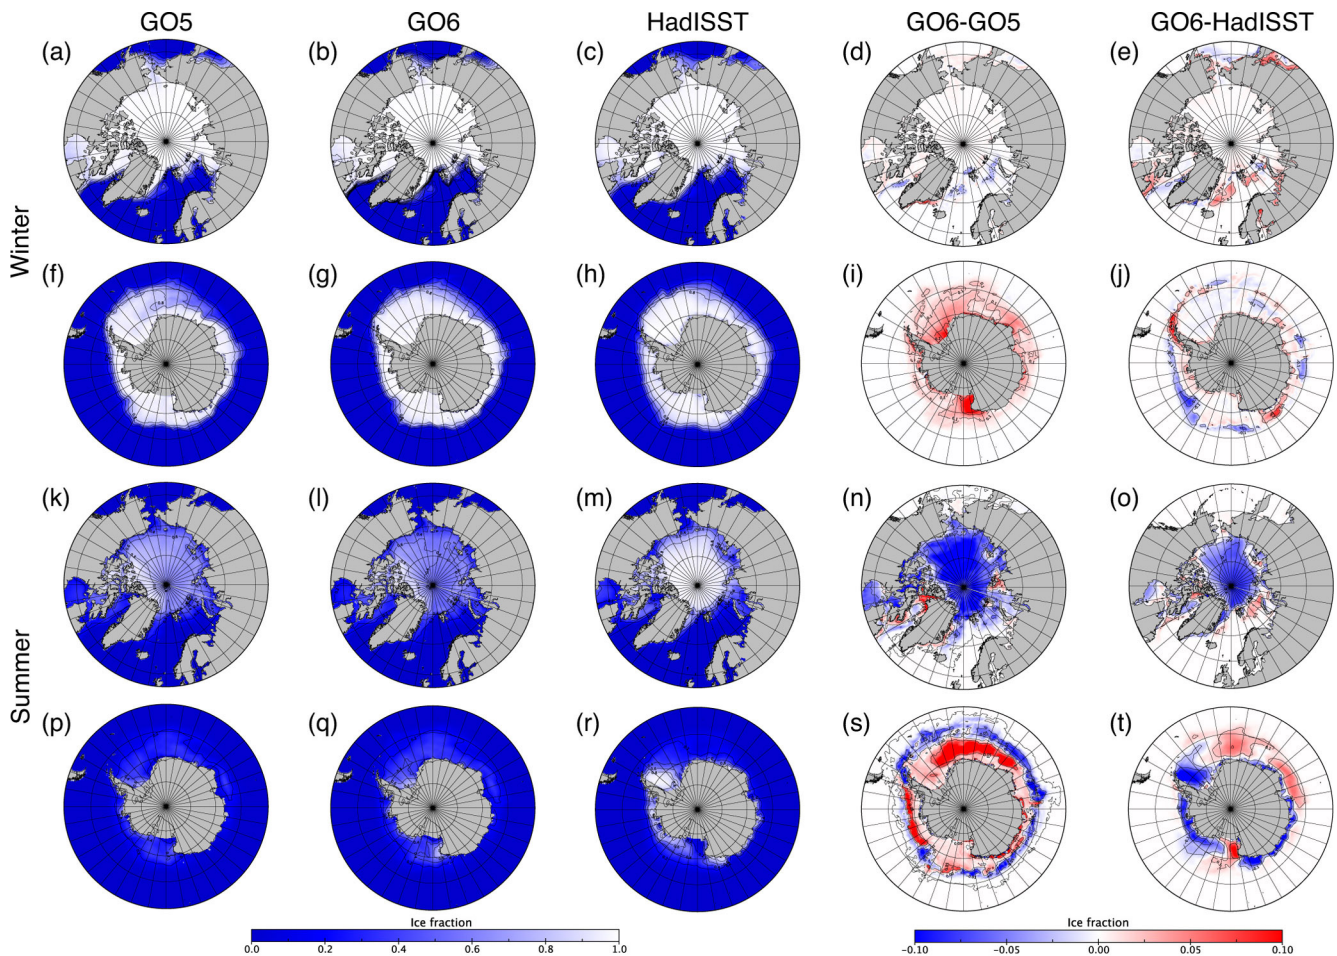 GO5 GO6 HadISST GO6-GO5 GO6-HadISST
(a) (b) (c) (d) (e)
Winter
(f) (g) (h) (i) (j)
(k) (l) (m) (n) (o)
Summer
(p) (q) (r) (s) (t)
Ice fraction Ice fraction
0.0 0.2 0.4 0.6 0.8 1.0 −0.10 −0.05 0.00 0.05 0.10